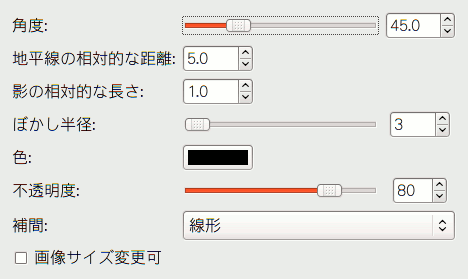 角度: 45.0
地平線の相対的な距離: 5.0
影の相対的な長さ: 1.0
ぼかし半径: 3
色:
不透明度: 80
補間: 線形
画像サイズ変更可